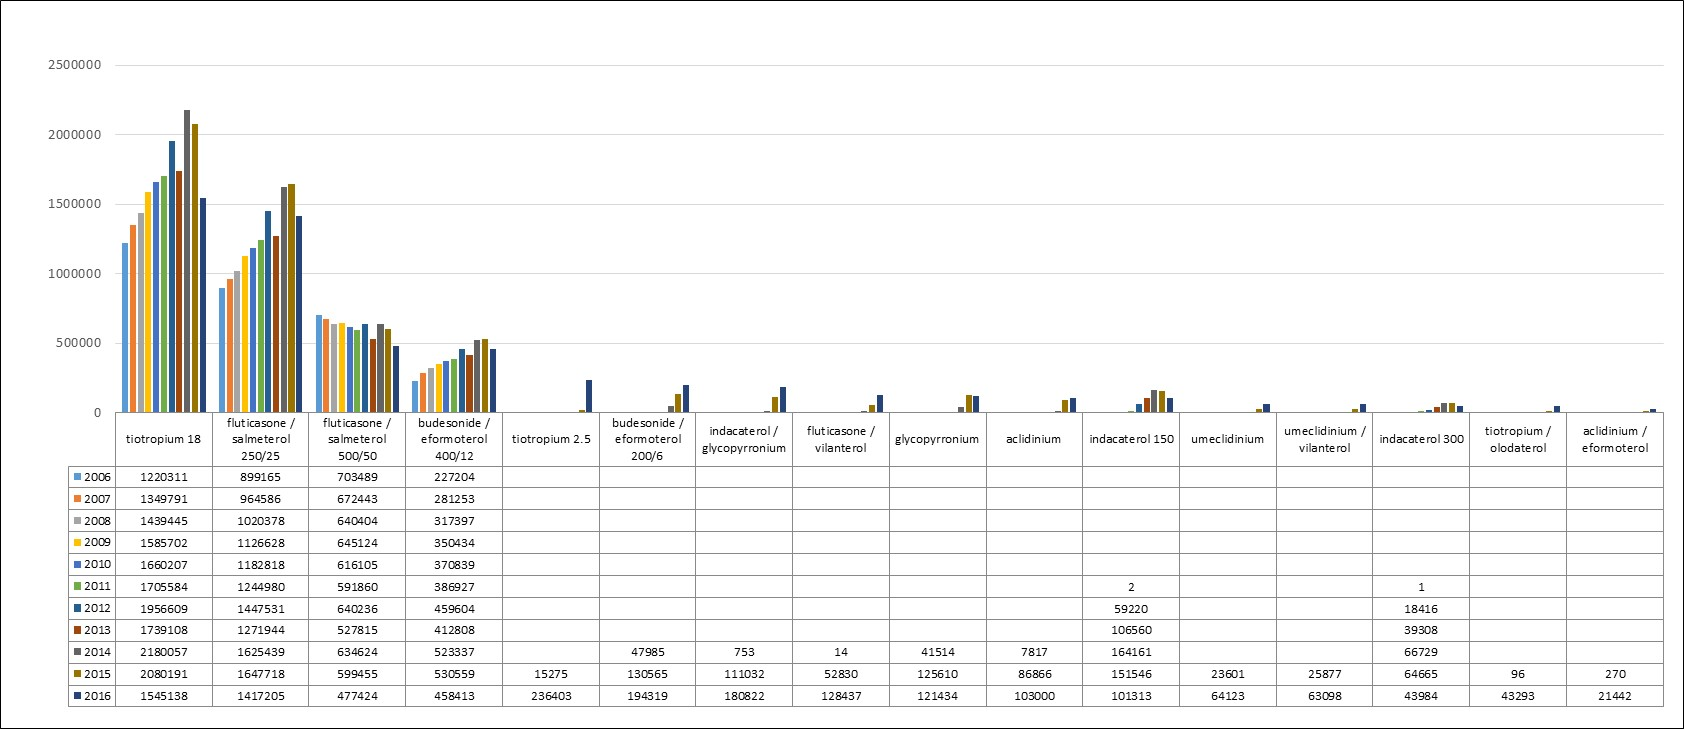 2500000
2000000
1500000
1000000
500000
0
tiotropium 18
fluticasone /
salmeterol
250/25
fluticasone /
salmeterol
500/50
budesonide /
eformoterol
400/12
tiotropium 2.5
budesonide /
eformoterol
200/6
indacaterol /
glycopyrronium
fluticasone /
vilanterol
glycopyrronium
aclidinium
indacaterol 150
umeclidinium
umeclidinium /
vilanterol
indacaterol 300
tiotropium /
olodaterol
aclidinium /
eformoterol
2006 1220311 899165 703489 227204
2007 1349791 964586 672443 281253
2008 1439445 1020378 640404 317397
2009 1585702 1126628 645124 350434
2010 1660207 1182818 616105 370839
2011 1705584 1244980 591860 386927 2 1
2012 1956609 1447531 640236 459604 59220 18416
2013 1739108 1271944 527815 412808 106560 39308
2014 2180057 1625439 634624 523337 47985 753 14 41514 7817 164161 66729
2015 2080191 1647718 599455 530559 15275 130565 111032 52830 125610 86866 151546 23601 25877 64665 96 270
2016 1545138 1417205 477424 458413 236403 194319 180822 128437 121434 103000 101313 64123 63098 43984 43293 21442